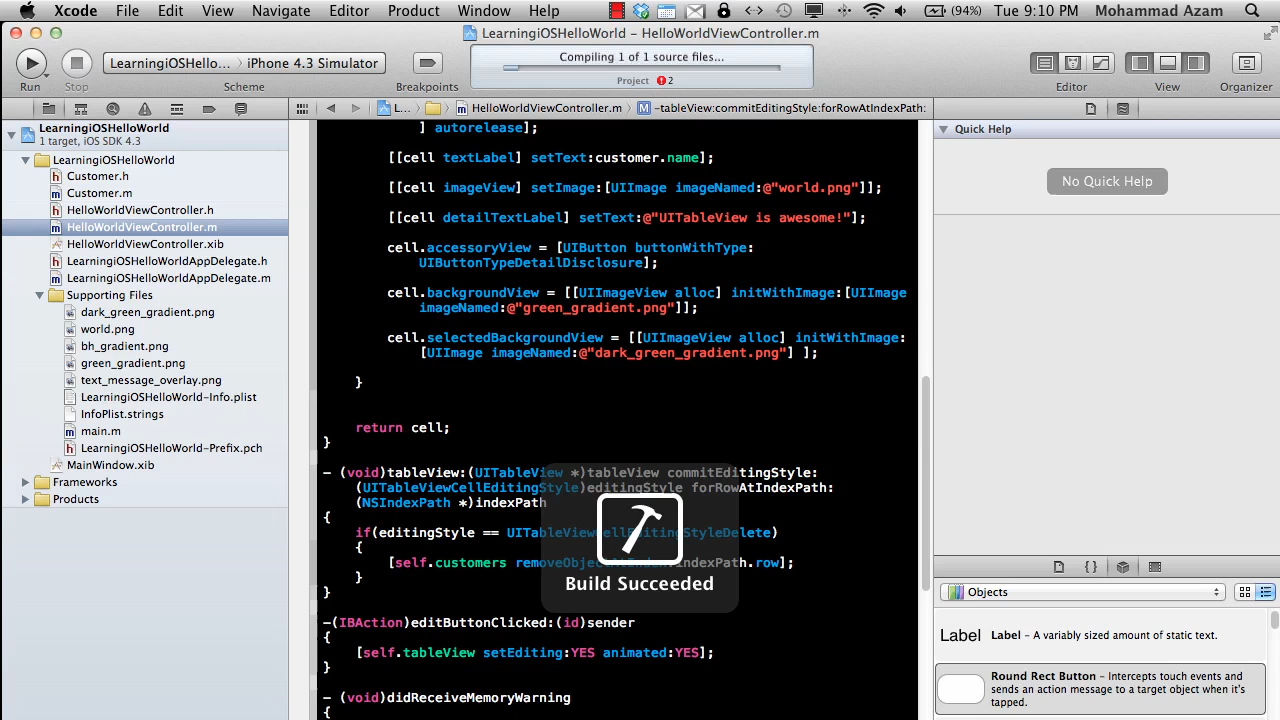 Xcode File Edit View Navigate Editor Product Window Help (94%) Tue 9:10 PM Mohammad Azam
LearningiOSHelloWorld – HelloWorldViewController.m
LearningiOSHello... iPhone 4.3 Simulator
Compiling 1 of 1 source files...
Project 2
Run Stop Scheme Breakpoints Editor View Organizer
L... HelloWorldViewController.m -tableView:commitEditingStyle:forRowAtIndexPath:
LearningiOSHelloWorld
1 target, iOS SDK 4.3
LearningiOSHelloWorld
Customer.h
Customer.m
HelloWorldViewController.h
HelloWorldViewController.m
HelloWorldViewController.xib
LearningiOSHelloWorldAppDelegate.h
LearningiOSHelloWorldAppDelegate.m
Supporting Files
dark_green_gradient.png
world.png
bh_gradient.png
green_gradient.png
text_message_overlay.png
LearningiOSHelloWorld-Info.plist
InfoPlist.strings
main.m
LearningiOSHelloWorld-Prefix.pch
MainWindow.xib
Frameworks
Products
] autorelease];
[[cell textLabel] setText:customer.name];
[[cell imageView] setImage:[UIImage imageNamed:@"world.png"]];
[[cell detailTextLabel] setText:@"UITableView is awesome!"];
cell.accessoryView = [UIButton buttonWithType:
UIButtonTypeDetailDisclosure];
cell.backgroundView = [[UIImageView alloc] initWithImage:[UIImage
imageNamed:@"green_gradient.png"]];
cell.selectedBackgroundView = [[UIImageView alloc] initWithImage:
[UIImage imageNamed:@"dark_green_gradient.png"] ];
}
return cell;
}
- (void)tableView:(UITableView *)tableView commitEditingStyle:
(UITableViewCellEditingStyle)editingStyle forRowAtIndexPath:
(NSIndexPath *)indexPath
{
if(editingStyle == UITableViewCellEditingStyleDelete)
{
[self.customers removeObjectAtIndex:indexPath.row];
}
}
-(IBAction)editButtonClicked:(id)sender
{
[self.tableView setEditing:YES animated:YES];
}
- (void)didReceiveMemoryWarning
{
Build Succeeded
Quick Help
No Quick Help
Objects
Label Label - A variably sized amount of static text.
Round Rect Button - Intercepts touch events and
sends an action message to a target object when it's
tapped.